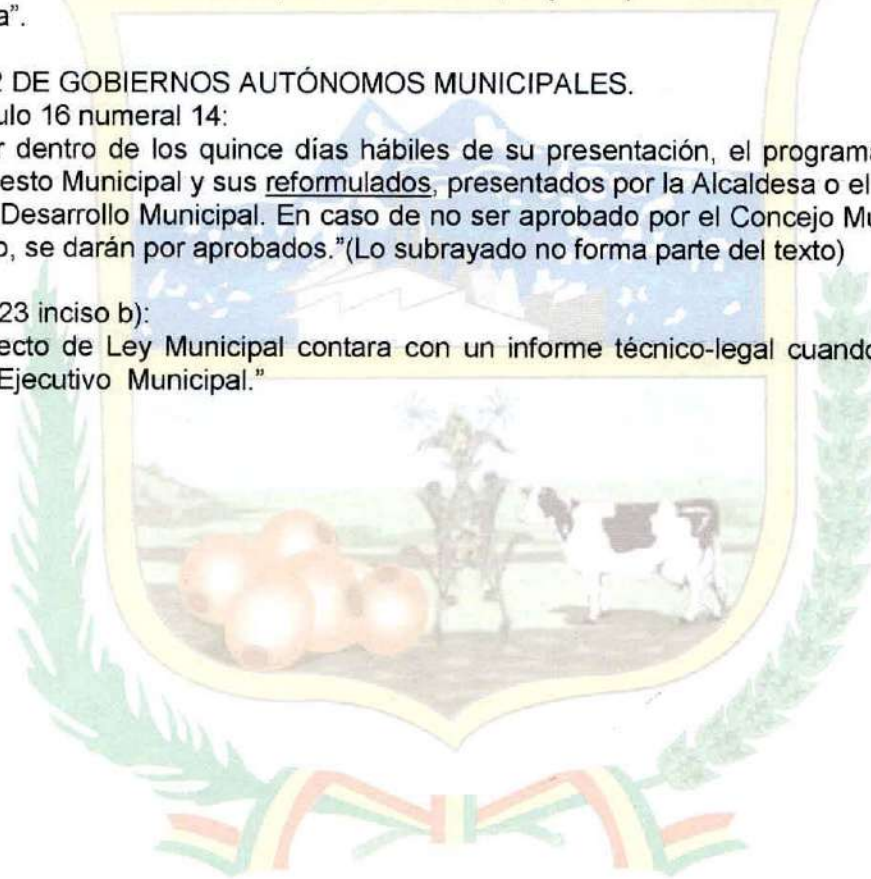 a”.
2 DE GOBIERNOS AUTÓNOMOS MUNICIPALES.
ulo 16 numeral 14:
r dentro de los quince días hábiles de su presentación, el programa
esto Municipal y sus reformulados, presentados por la Alcaldesa o el
Desarrollo Municipal. En caso de no ser aprobado por el Concejo Mu
o, se darán por aprobados.”(Lo subrayado no forma parte del texto)
23 inciso b):
ecto de Ley Municipal contara con un informe técnico-legal cuando
Ejecutivo Municipal.”